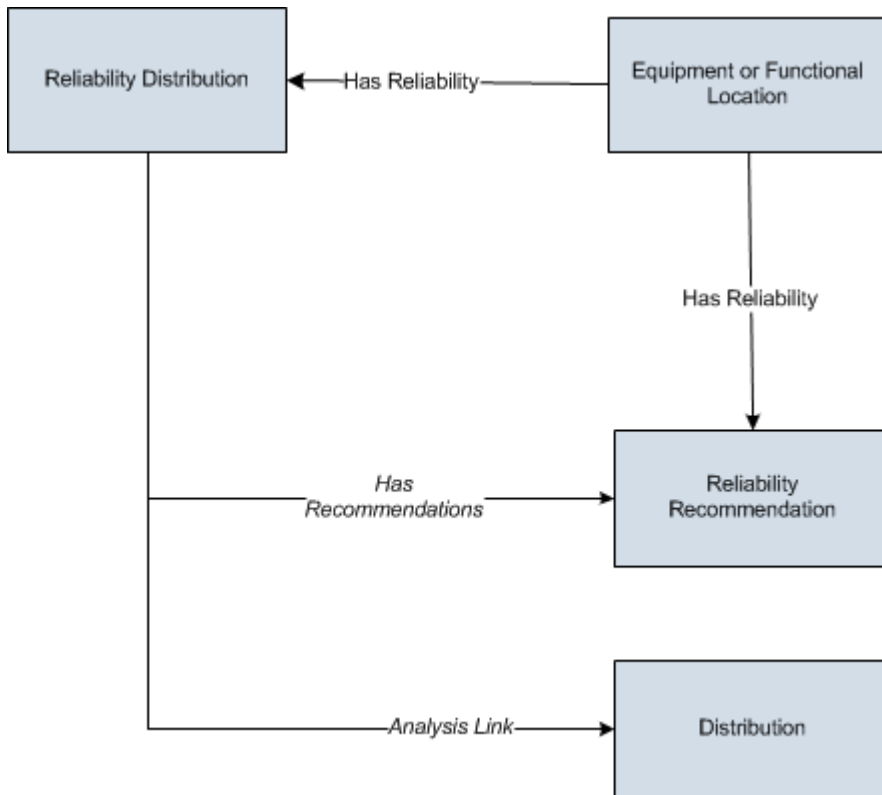 Reliability Distribution
Has Reliability
Equipment or Functional
Location
Has Reliability
Has
Recommendations
Reliability
Recommendation
Analysis Link
Distribution